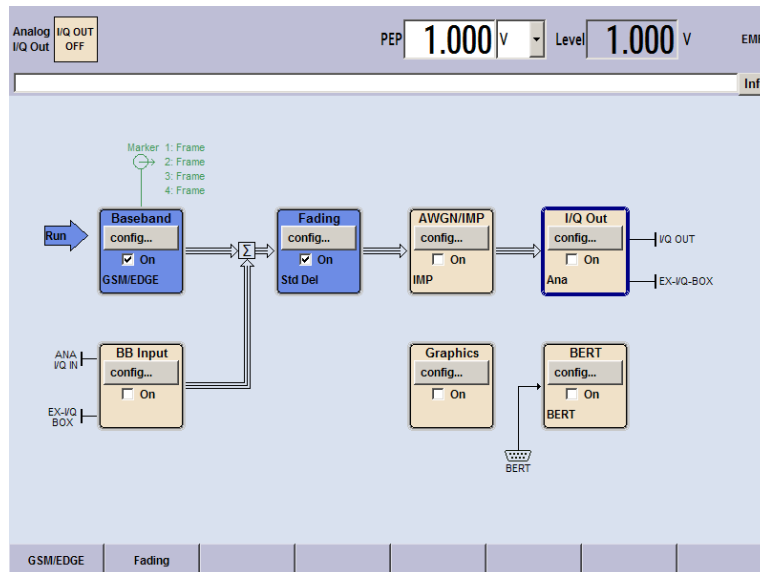 Analog I/Q OUT
I/Q Out OFF
PEP 1.000 V Level 1.000 V EMF
Info
Marker 1: Frame
2: Frame
3: Frame
4: Frame
Run
Baseband
config...
On
GSM/EDGE
Σ
Fading
config...
On
Std Del
AWGN/IMP
config...
On
IMP
I/Q Out
config...
On
Ana
I/Q OUT
EX-I/Q-BOX
ANA
I/Q IN
EX-I/Q
BOX
BB Input
config...
On
Graphics
config...
On
BERT
config...
On
BERT
BERT
GSM/EDGE Fading